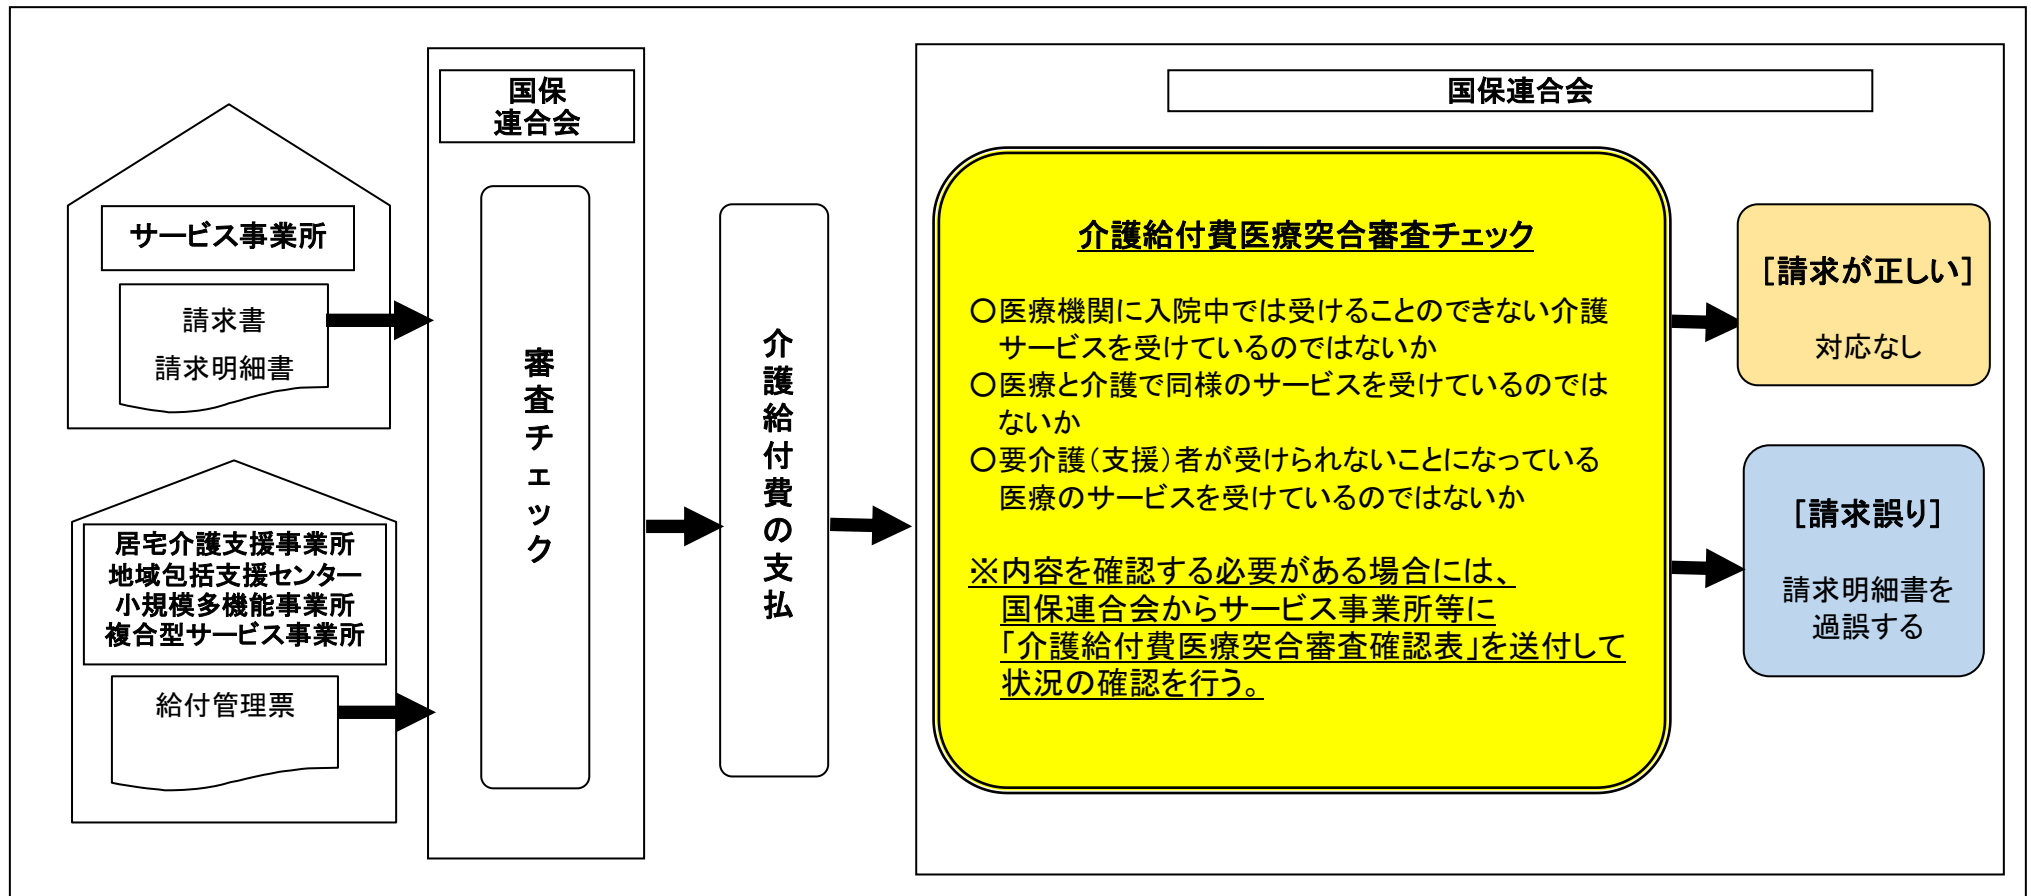 サービス事業所
請求書
請求明細書
居宅介護支援事業所
地域包括支援センター
小規模多機能事業所
複合型サービス事業所
給付管理票
国保
連合会
審査チェック
介護給付費の支払
国保連合会
介護給付費医療突合審査チェック
〇医療機関に入院中では受けることのできない介護
サービスを受けているのではないか
〇医療と介護で同様のサービスを受けているのでは
ないか
〇要介護（支援）者が受けられないことになっている
医療のサービスを受けているのではないか
※内容を確認する必要がある場合には、
国保連合会からサービス事業所等に
「介護給付費医療突合審査確認表」を送付して
状況の確認を行う。
［請求が正しい］
対応なし
［請求誤り］
請求明細書を
過誤する